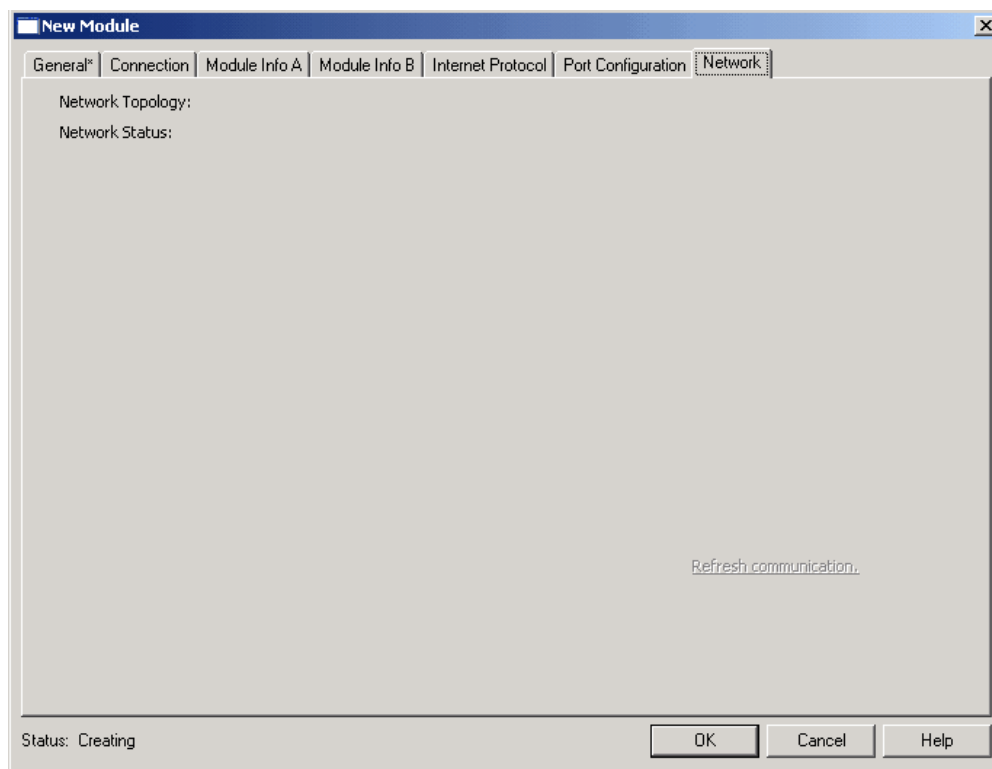 New Module
General* Connection Module Info A Module Info B Internet Protocol Port Configuration Network
Network Topology:
Network Status:
Refresh communication.
Status: Creating OK Cancel Help